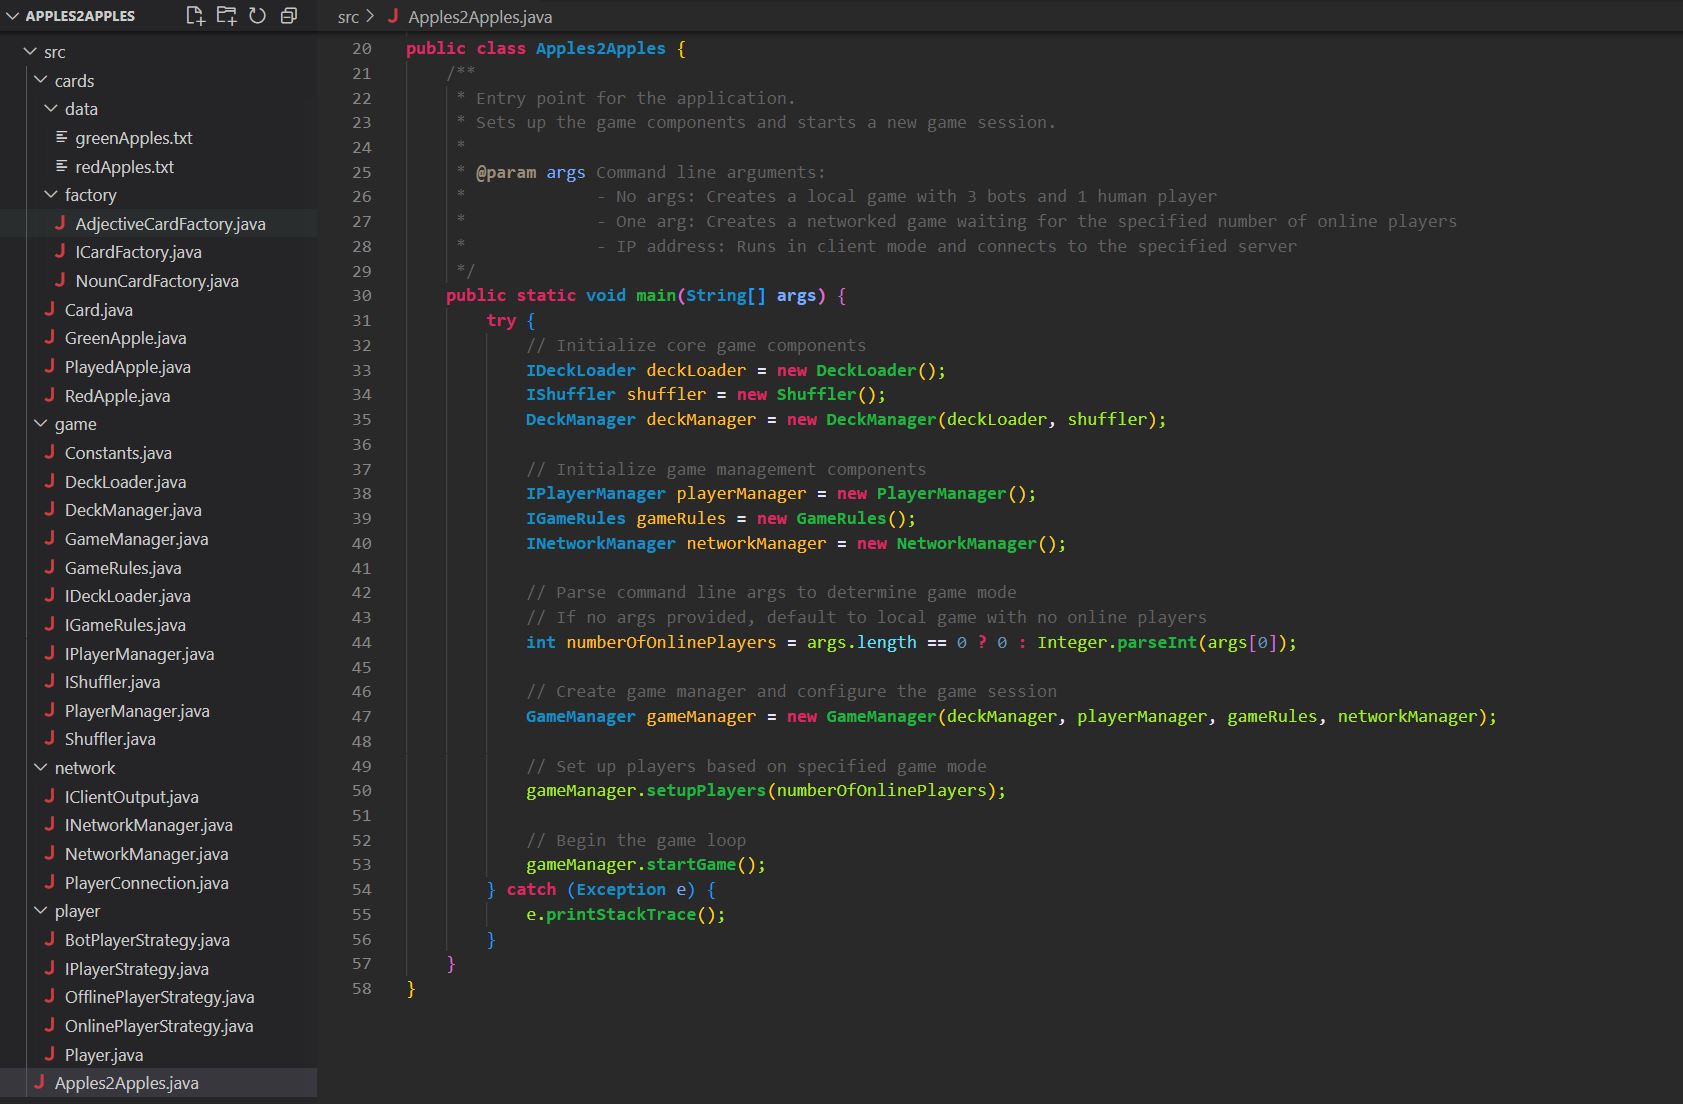 APPLES2APPLES
src
cards
data
greenApples.txt
redApples.txt
factory
AdjectiveCardFactory.java
ICardFactory.java
NounCardFactory.java
Card.java
GreenApple.java
PlayedApple.java
RedApple.java
game
Constants.java
DeckLoader.java
DeckManager.java
GameManager.java
GameRules.java
IDeckLoader.java
IGameRules.java
IPlayerManager.java
IShuffler.java
PlayerManager.java
Shuffler.java
network
IClientOutput.java
INetworkManager.java
NetworkManager.java
PlayerConnection.java
player
BotPlayerStrategy.java
IPlayerStrategy.java
OfflinePlayerStrategy.java
OnlinePlayerStrategy.java
Player.java
Apples2Apples.java
src > Apples2Apples.java
20 public class Apples2Apples {
21     /**
22      * Entry point for the application.
23      * Sets up the game components and starts a new game session.
24      *
25      * @param args Command line arguments:
26      *             - No args: Creates a local game with 3 bots and 1 human player
27      *             - One arg: Creates a networked game waiting for the specified number of online players
28      *             - IP address: Runs in client mode and connects to the specified server
29      */
30     public static void main(String[] args) {
31         try {
32             // Initialize core game components
33             IDeckLoader deckLoader = new DeckLoader();
34             IShuffler shuffler = new Shuffler();
35             DeckManager deckManager = new DeckManager(deckLoader, shuffler);
36
37             // Initialize game management components
38             IPlayerManager playerManager = new PlayerManager();
39             IGameRules gameRules = new GameRules();
40             INetworkManager networkManager = new NetworkManager();
41
42             // Parse command line args to determine game mode
43             // If no args provided, default to local game with no online players
44             int numberOfOnlinePlayers = args.length == 0 ? 0 : Integer.parseInt(args[0]);
45
46             // Create game manager and configure the game session
47             GameManager gameManager = new GameManager(deckManager, playerManager, gameRules, networkManager);
48
49             // Set up players based on specified game mode
50             gameManager.setupPlayers(numberOfOnlinePlayers);
51
52             // Begin the game loop
53             gameManager.startGame();
54         } catch (Exception e) {
55             e.printStackTrace();
56         }
57     }
58 }